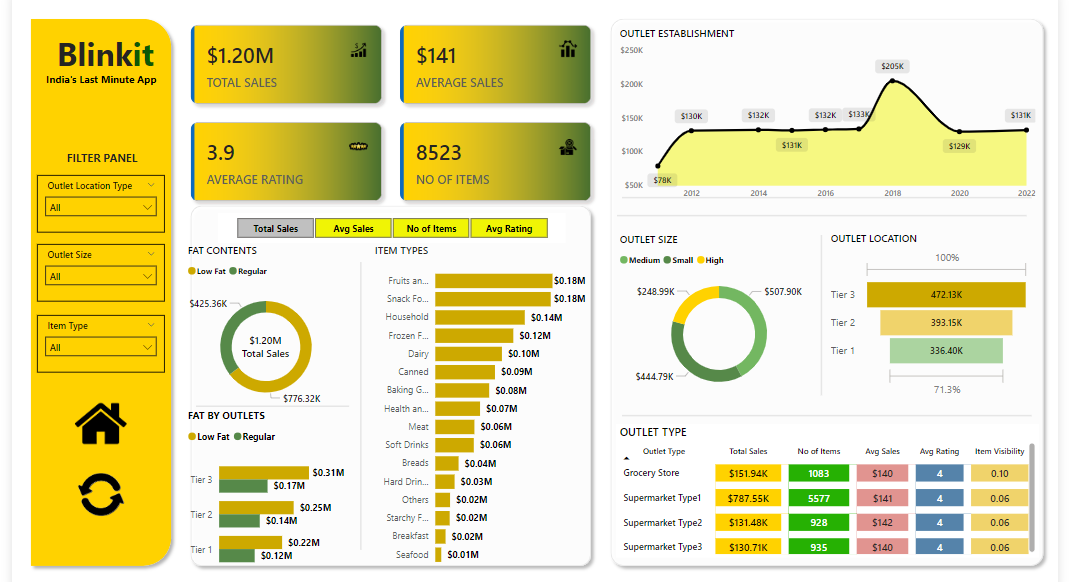 Blinkit
India's Last Minute App
FILTER PANEL
Outlet Location Type
All
Outlet Size
All
Item Type
All
$1.20M
TOTAL SALES
$141
AVERAGE SALES
3.9
AVERAGE RATING
8523
NO OF ITEMS
Total Sales Avg Sales No of Items Avg Rating
FAT CONTENTS
Low Fat Regular
$425.36K
$1.20M
Total Sales
$776.32K
FAT BY OUTLETS
Low Fat Regular
Tier 3 $0.31M
$0.17M
Tier 2 $0.25M
$0.14M
Tier 1 $0.22M
$0.12M
ITEM TYPES
Fruits an... $0.18M
Snack Fo... $0.18M
Household $0.14M
Frozen F... $0.12M
Dairy $0.10M
Canned $0.09M
Baking G... $0.08M
Health an... $0.07M
Meat $0.06M
Soft Drinks $0.06M
Breads $0.04M
Hard Drin... $0.03M
Others $0.02M
Starchy F... $0.02M
Breakfast $0.02M
Seafood $0.01M
OUTLET ESTABLISHMENT
$250K
$200K
$150K
$100K
$50K
$78K
$130K
$132K
$131K
$132K
$133K
$205K
$129K
$131K
2012 2014 2016 2018 2020 2022
OUTLET SIZE
Medium Small High
$248.99K
$507.90K
$444.79K
OUTLET LOCATION
100%
Tier 3 472.13K
Tier 2 393.15K
Tier 1 336.40K
71.3%
OUTLET TYPE
Outlet Type Total Sales No of Items Avg Sales Avg Rating Item Visibility
Grocery Store $151.94K 1083 $140 4 0.10
Supermarket Type1 $787.55K 5577 $141 4 0.06
Supermarket Type2 $131.48K 928 $142 4 0.06
Supermarket Type3 $130.71K 935 $140 4 0.06